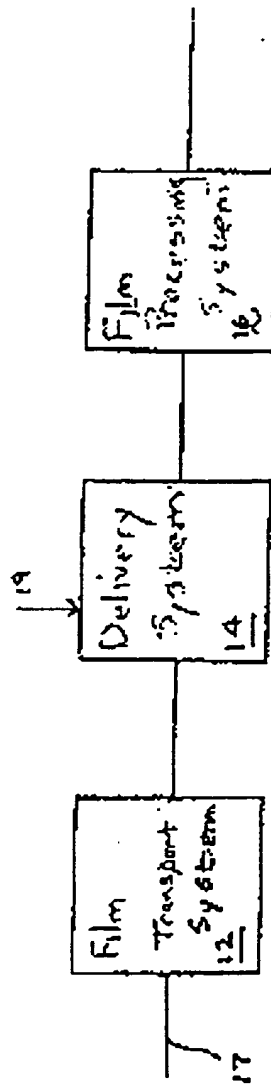 Film
Transport
System
12
17
Delivery
System
14
19
Film
Processing
System
16